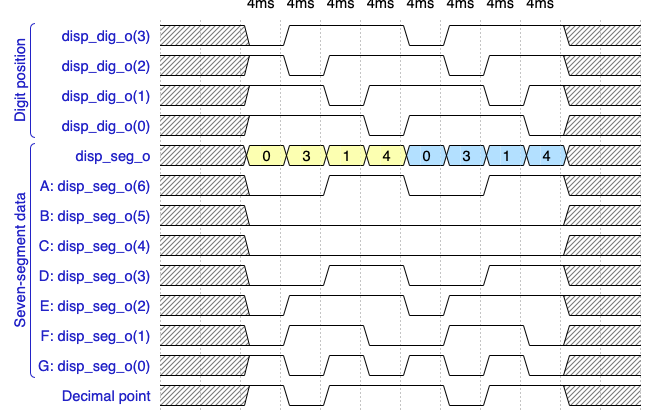 4ms 4ms 4ms 4ms 4ms 4ms 4ms 4ms
Digit position
disp_dig_o(3)
disp_dig_o(2)
disp_dig_o(1)
disp_dig_o(0)
Seven-segment data
disp_seg_o 0 3 1 4 0 3 1 4
A: disp_seg_o(6)
B: disp_seg_o(5)
C: disp_seg_o(4)
D: disp_seg_o(3)
E: disp_seg_o(2)
F: disp_seg_o(1)
G: disp_seg_o(0)
Decimal point